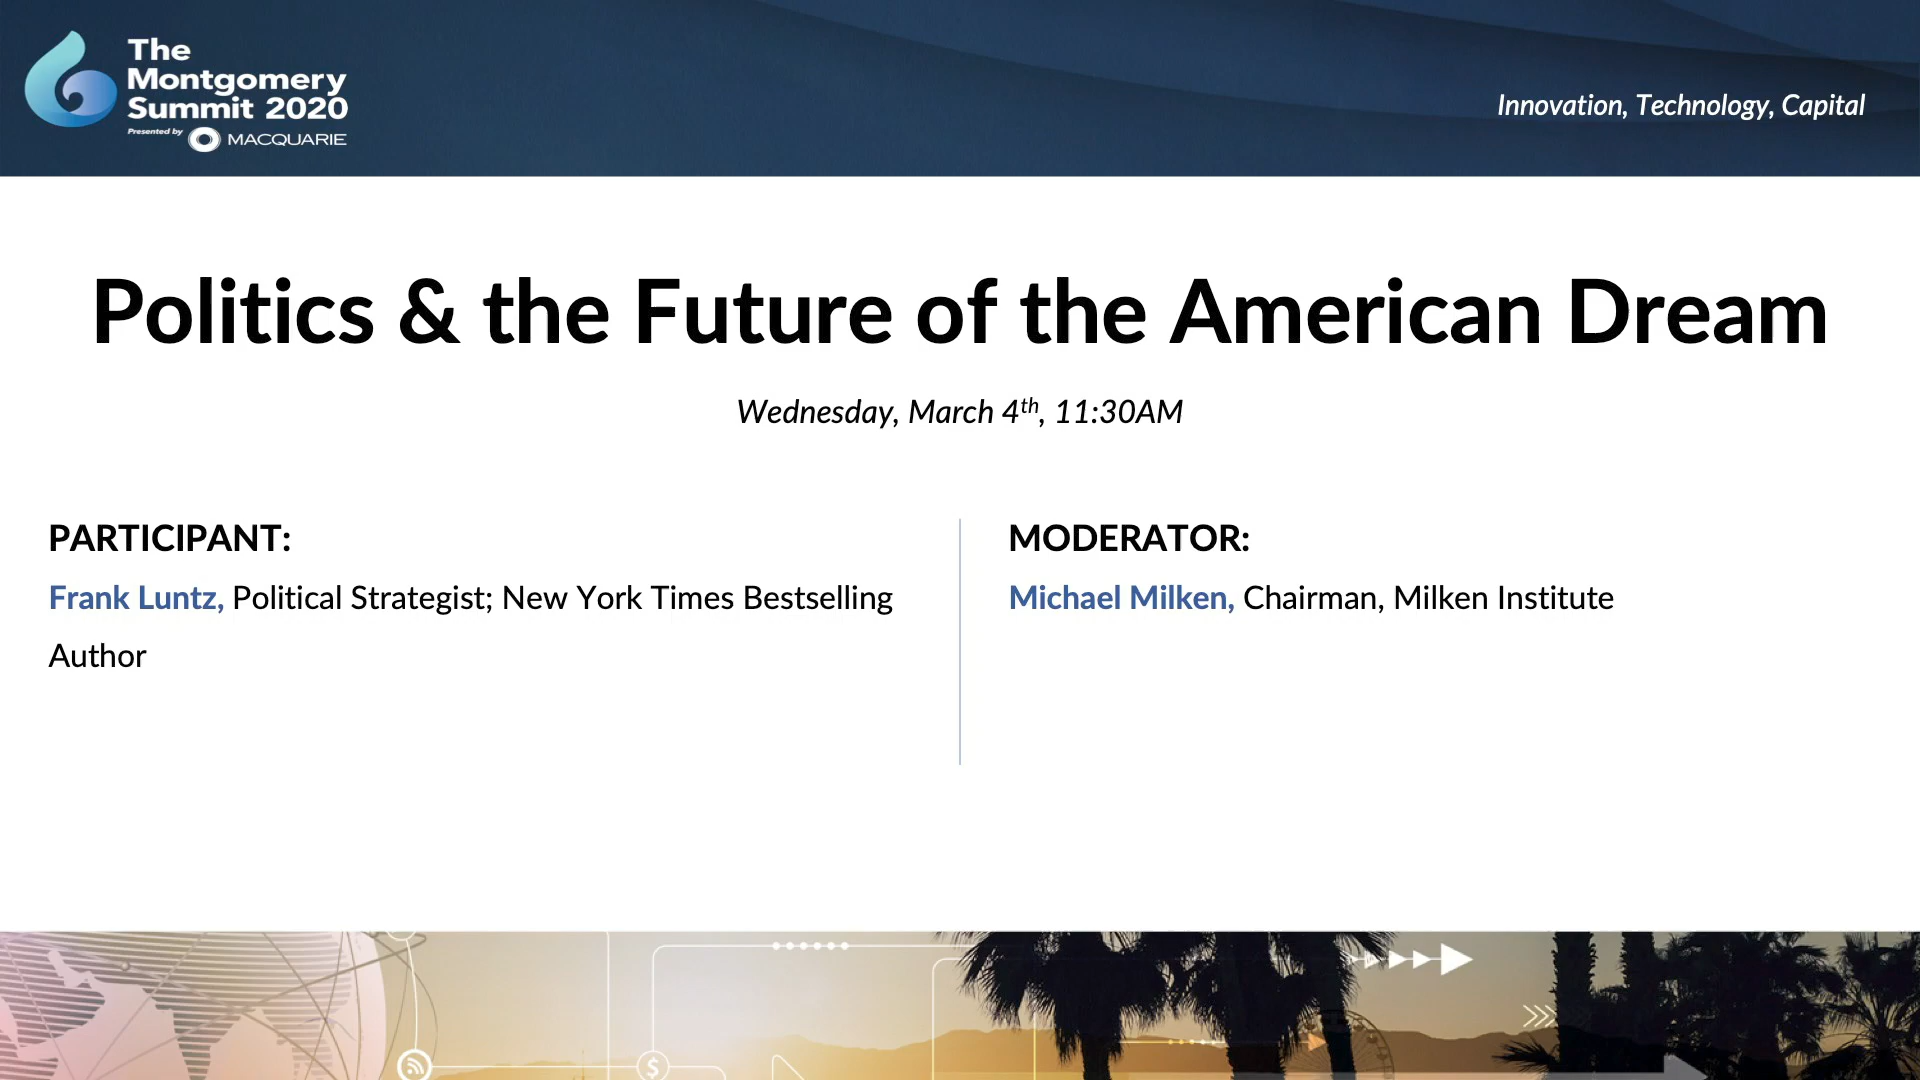 The
Montgomery
Summit 2020
Presented by MACQUARIE
Innovation, Technology, Capital
Politics & the Future of the American Dream
Wednesday, March 4th, 11:30AM
PARTICIPANT:
Frank Luntz, Political Strategist; New York Times Bestselling
Author
MODERATOR:
Michael Milken, Chairman, Milken Institute
$